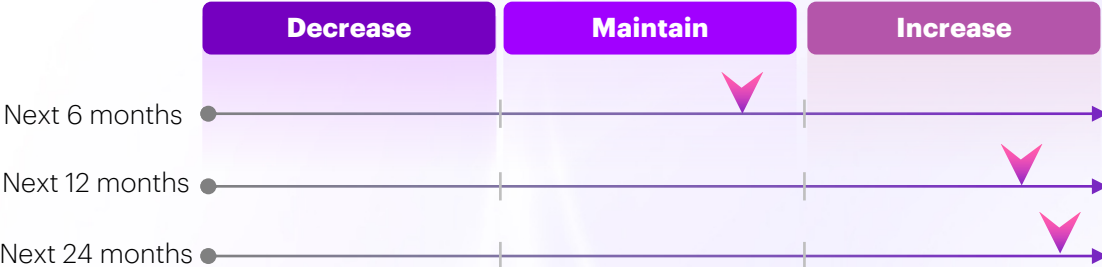 Decrease Maintain Increase
Next 6 months
Next 12 months
Next 24 months